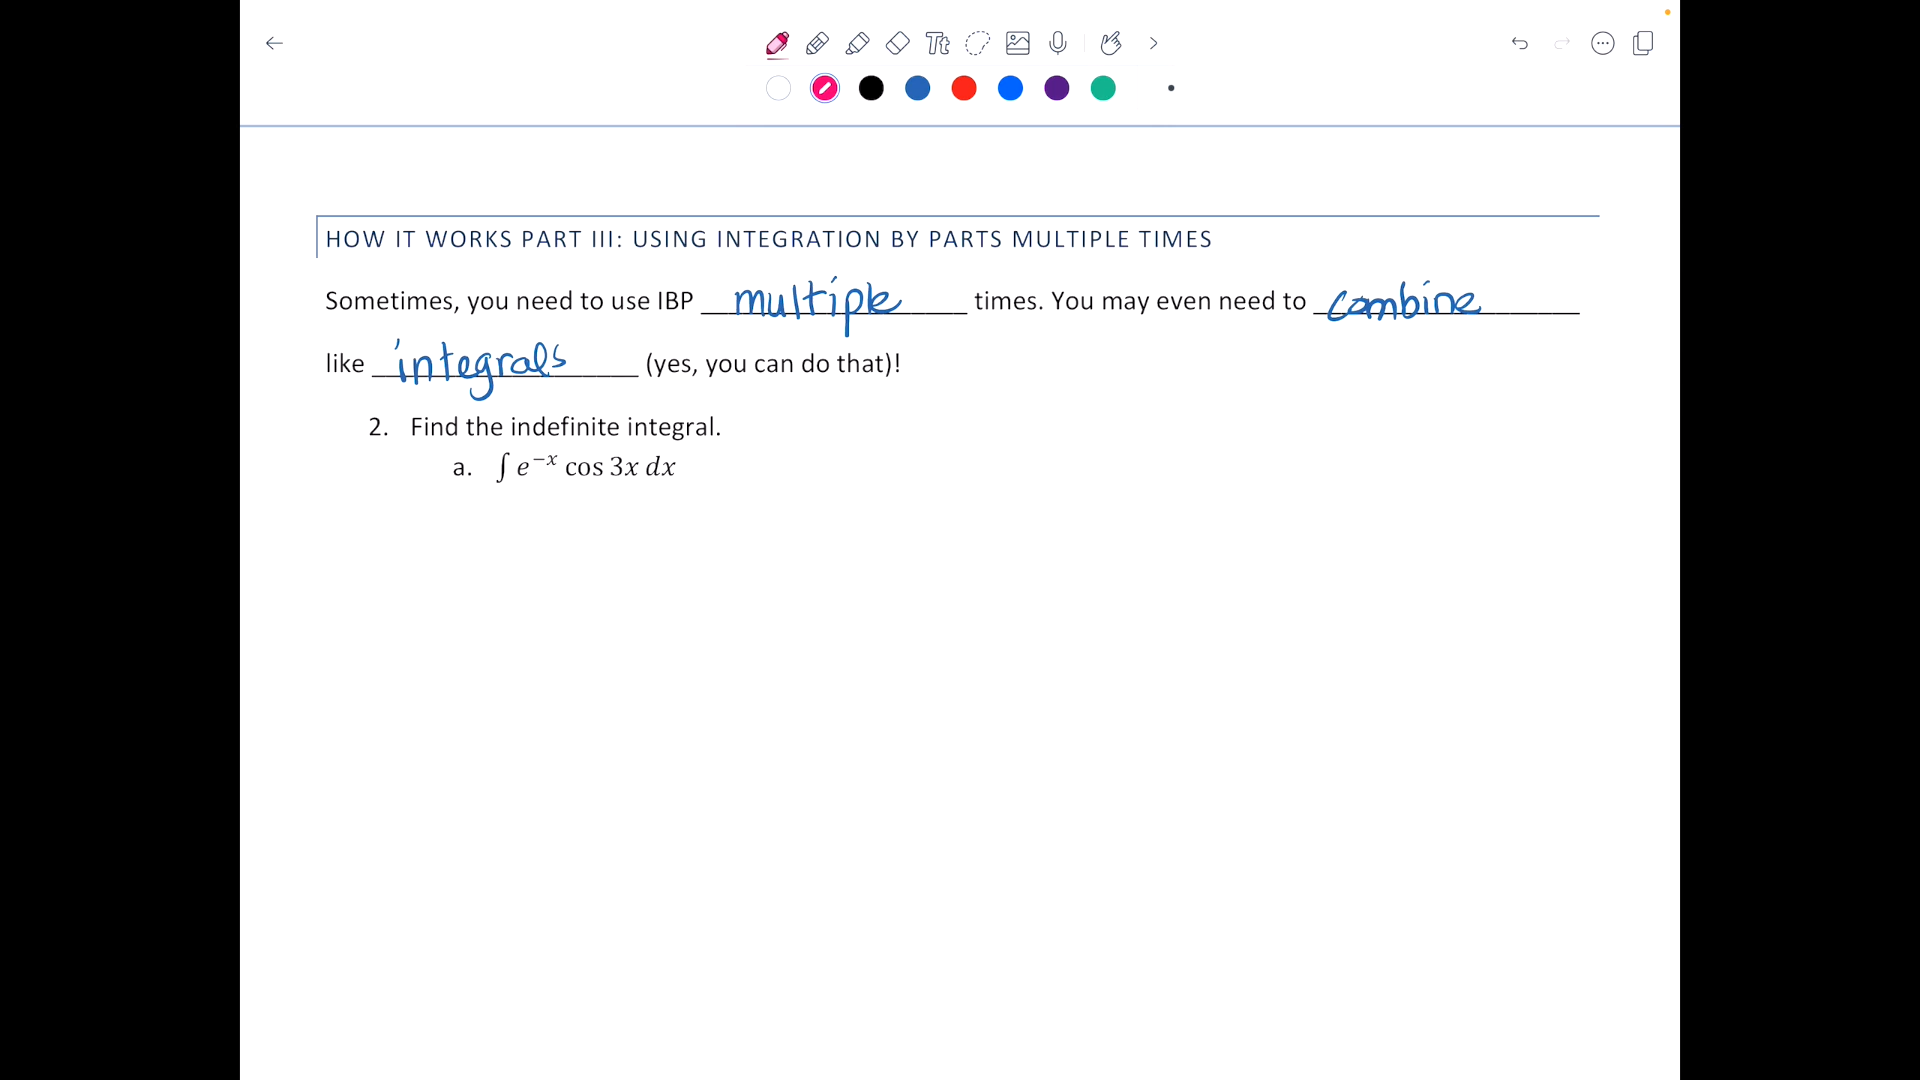 Tt
HOW IT WORKS PART III: USING INTEGRATION BY PARTS MULTIPLE TIMES
Sometimes, you need to use IBP multiple times. You may even need to combine
like integrals (yes, you can do that)!
2. Find the indefinite integral.
a. ∫ e⁻ˣ cos 3x dx